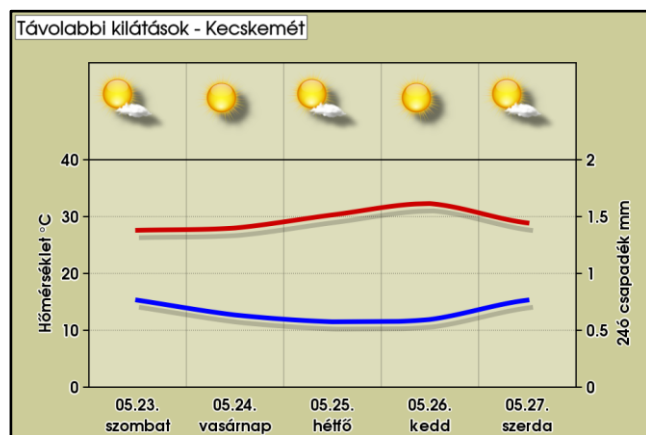 Távolabbi kilátások - Kecskemét
40
30
20
10
0
Hőmérséklet °C
2
1.5
1
0.5
0
24ó csapadék mm
05.23.
szombat
05.24.
vasárnap
05.25.
hétfő
05.26.
kedd
05.27.
szerda